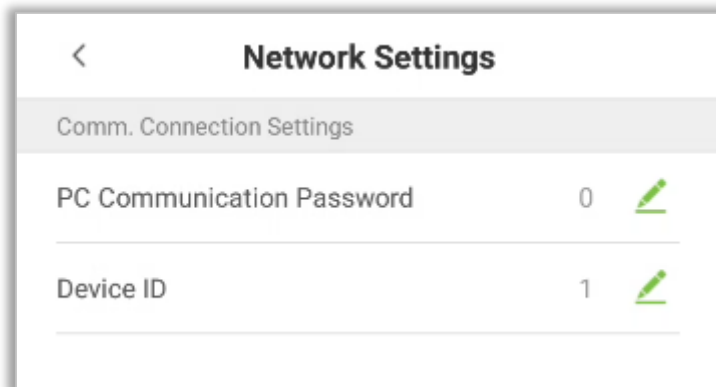 Network Settings
Comm. Connection Settings
PC Communication Password 0
Device ID 1